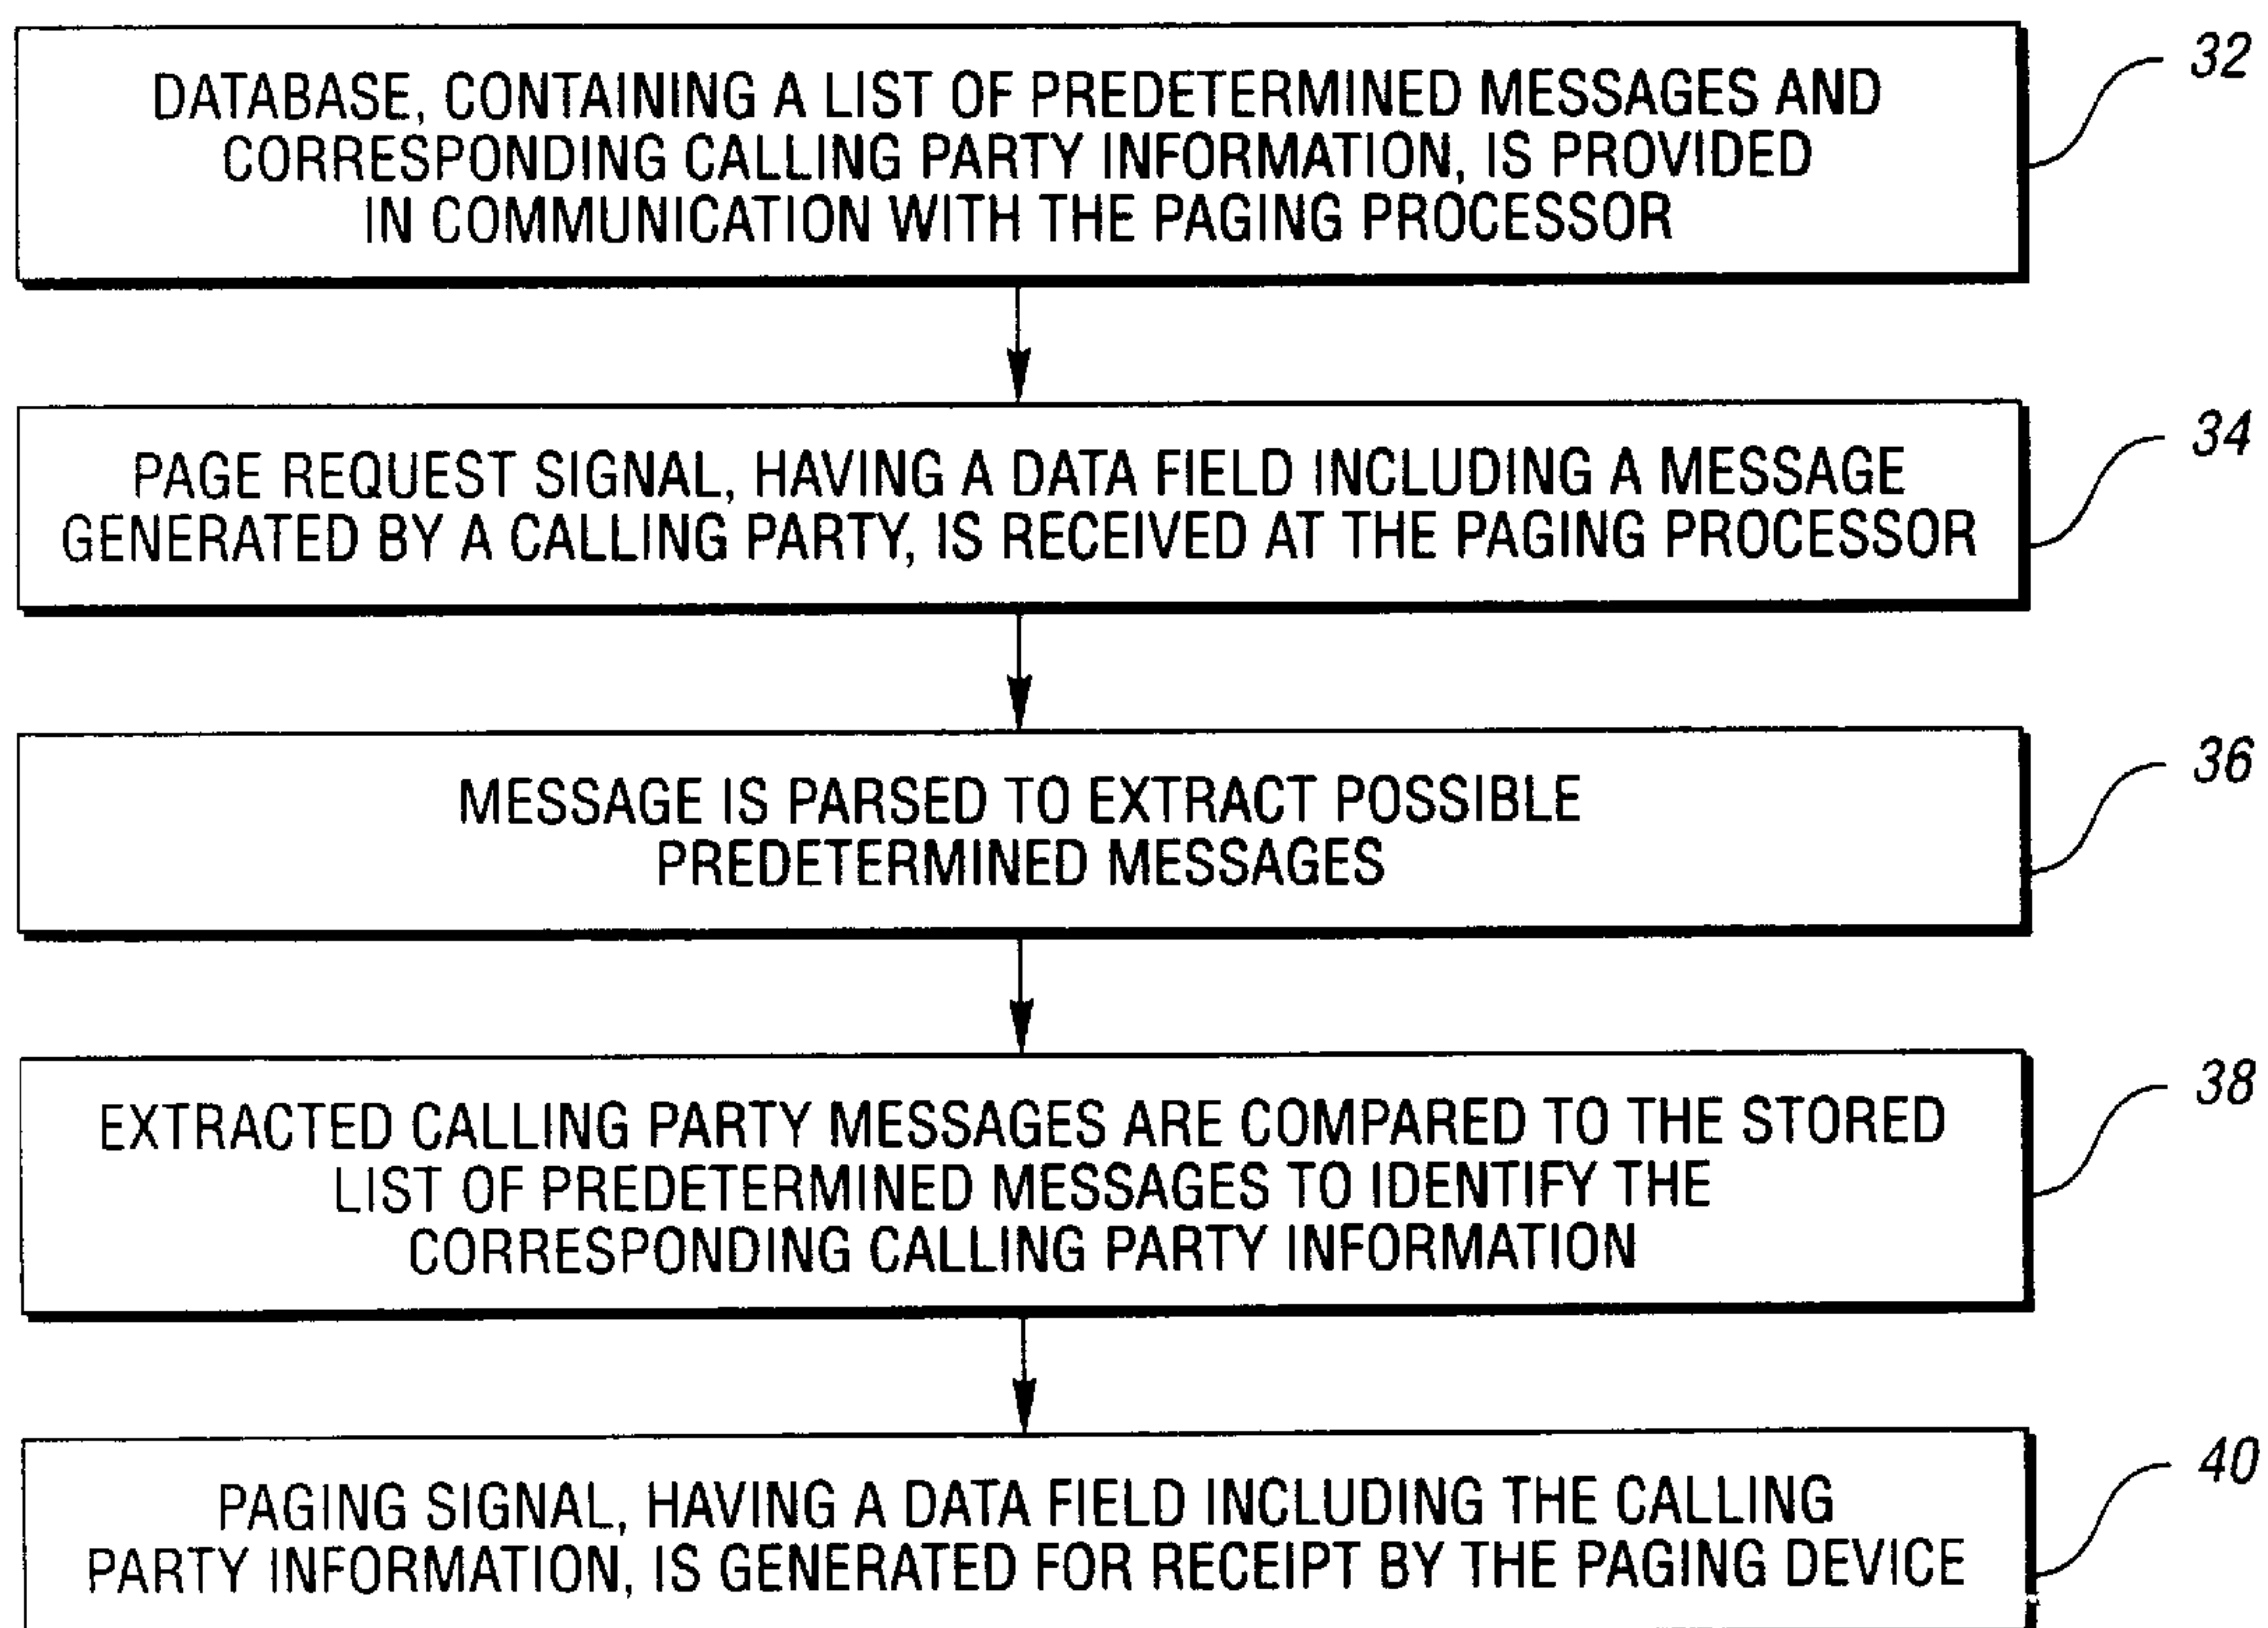 32
DATABASE, CONTAINING A LIST OF PREDETERMINED MESSAGES AND
CORRESPONDING CALLING PARTY INFORMATION, IS PROVIDED
IN COMMUNICATION WITH THE PAGING PROCESSOR
34
PAGE REQUEST SIGNAL, HAVING A DATA FIELD INCLUDING A MESSAGE
GENERATED BY A CALLING PARTY, IS RECEIVED AT THE PAGING PROCESSOR
36
MESSAGE IS PARSED TO EXTRACT POSSIBLE
PREDETERMINED MESSAGES
38
EXTRACTED CALLING PARTY MESSAGES ARE COMPARED TO THE STORED
LIST OF PREDETERMINED MESSAGES TO IDENTIFY THE
CORRESPONDING CALLING PARTY INFORMATION
40
PAGING SIGNAL, HAVING A DATA FIELD INCLUDING THE CALLING
PARTY INFORMATION, IS GENERATED FOR RECEIPT BY THE PAGING DEVICE